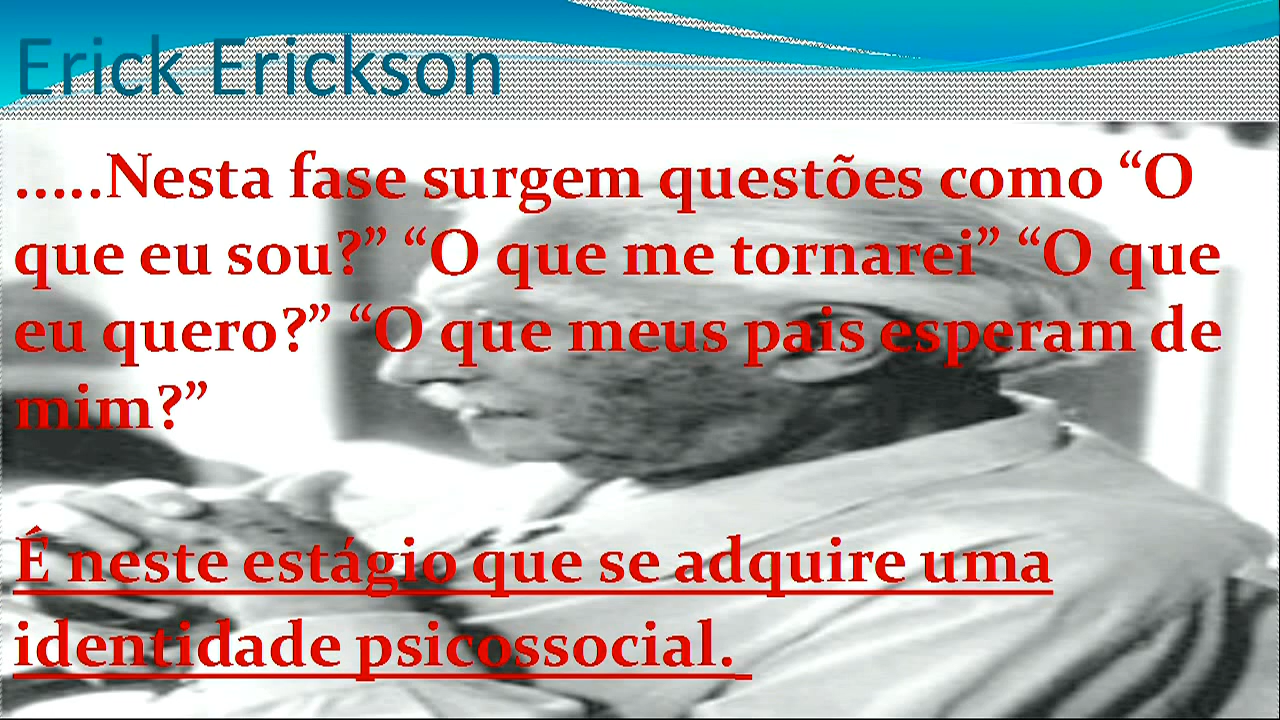 Erick Erickson
.....Nesta fase surgem questões como “O
que eu sou?” “O que me tornarei” “O que
eu quero?” “O que meus pais esperam de
mim?”
É neste estágio que se adquire uma
identidade psicossocial.